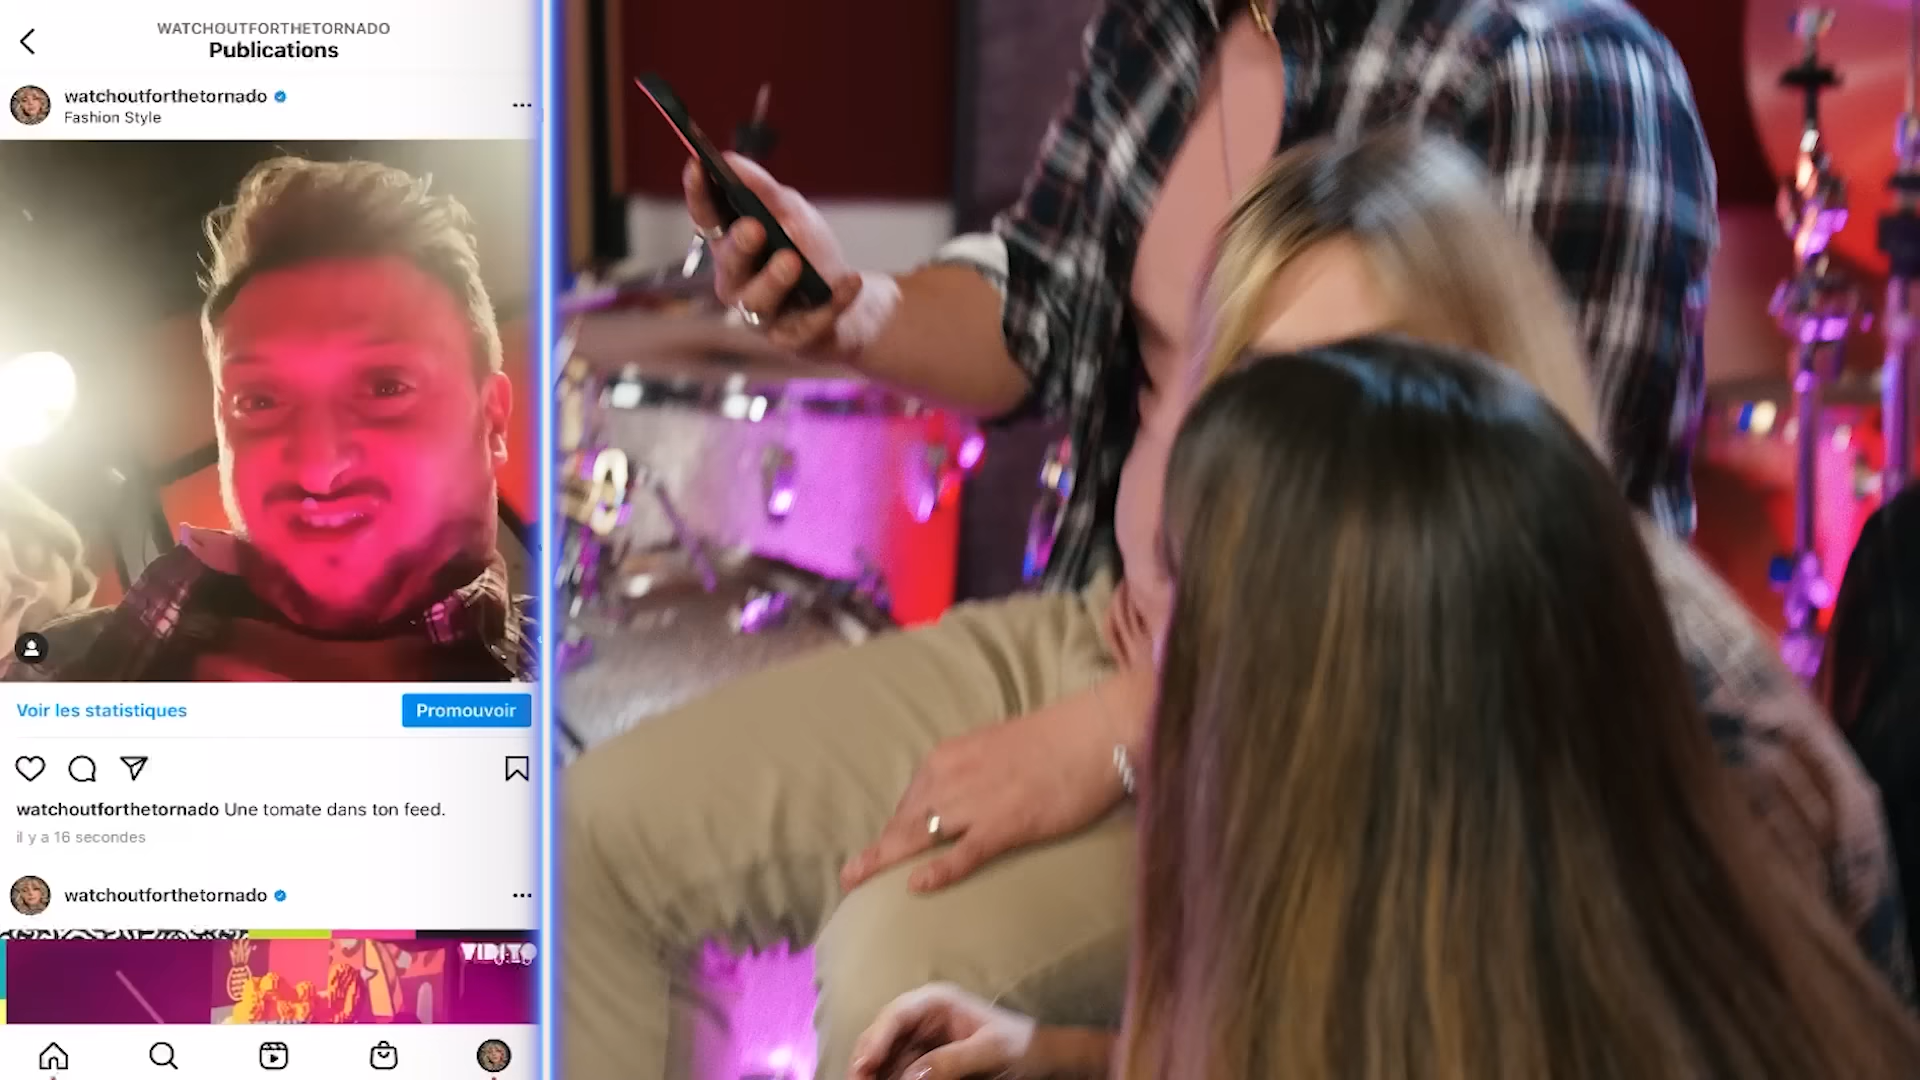 WATCHOUTFORTHETORNADO
Publications
watchoutforthetornado
Fashion Style
Voir les statistiques
Promouvoir
watchoutforthetornado Une tomate dans ton feed.
il y a 16 secondes
watchoutforthetornado